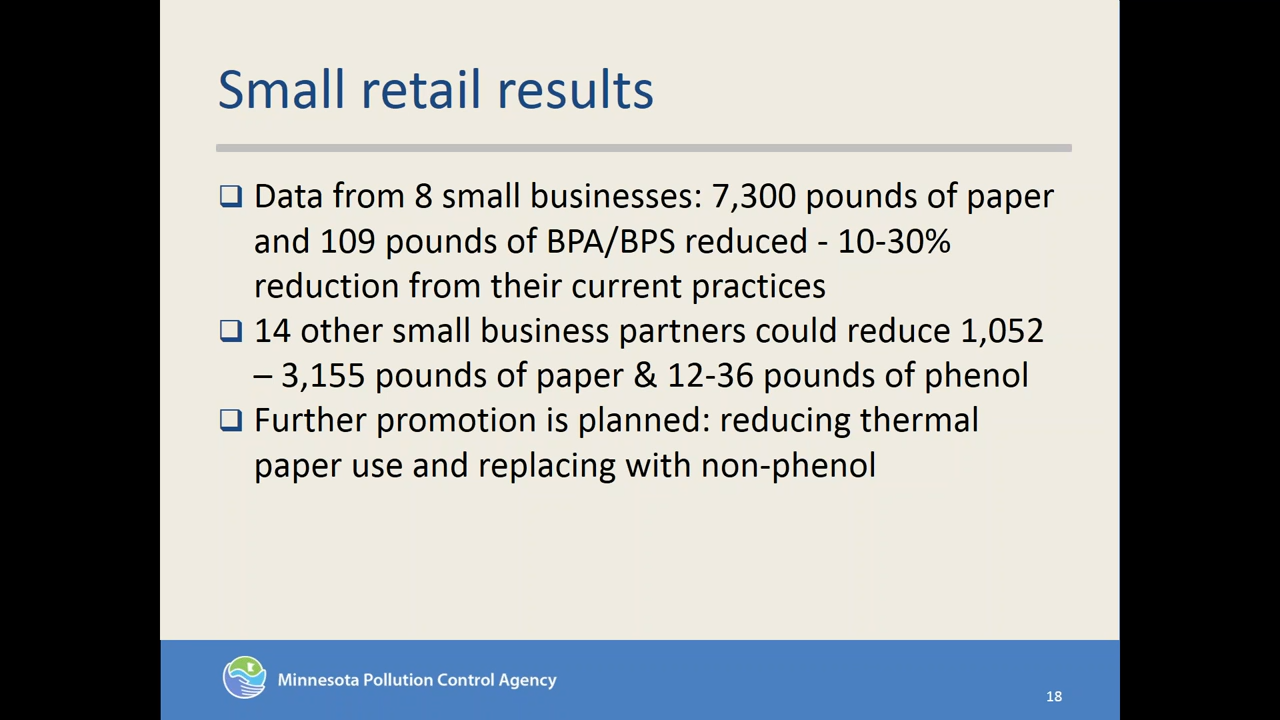 Small retail results
Data from 8 small businesses: 7,300 pounds of paper
and 109 pounds of BPA/BPS reduced - 10-30%
reduction from their current practices
14 other small business partners could reduce 1,052
– 3,155 pounds of paper & 12-36 pounds of phenol
Further promotion is planned: reducing thermal
paper use and replacing with non-phenol
Minnesota Pollution Control Agency
18